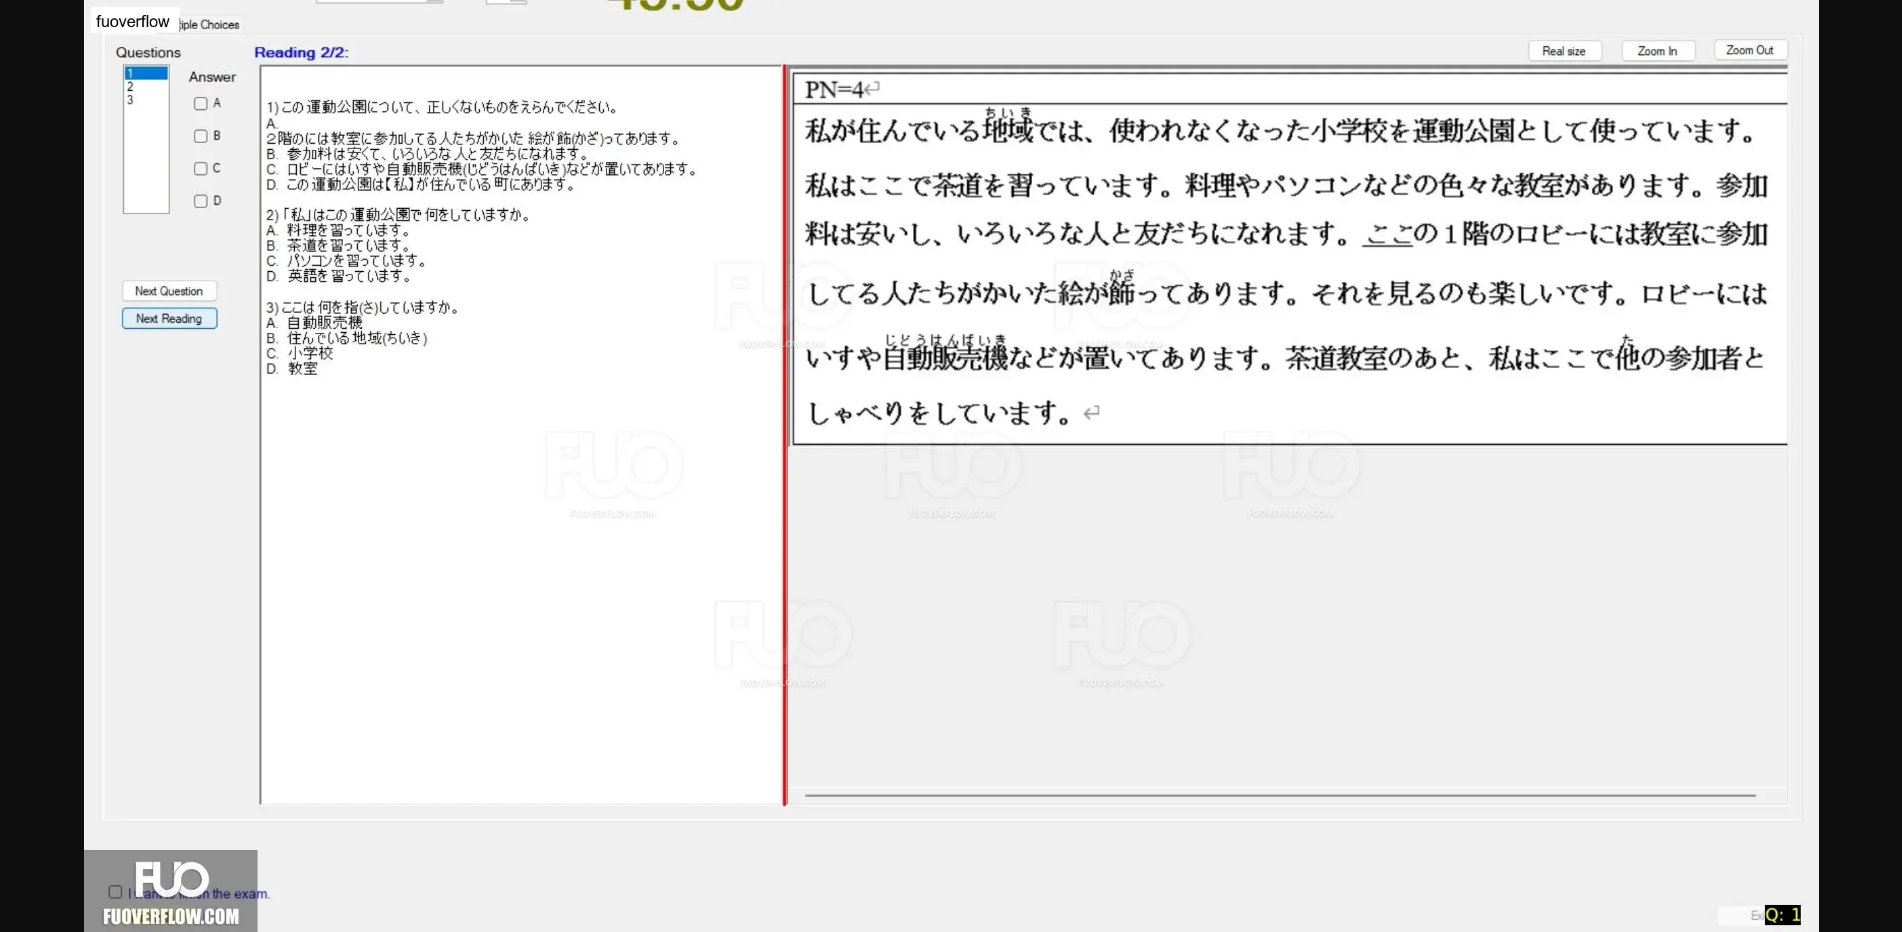 fuoverflow
iple Choices
Questions
Reading 2/2:
Real size
Zoom In
Zoom Out
1
2
3
Answer
A
B
C
D
Next Question
Next Reading
1)この運動公園について、正しくないものをえらんでください。
A.
2階のには教室に参加してる人たちがかいた 絵が飾(かざ)ってあります。
B. 参加料は安くて、いろいろな人と友だちになれます。
C. ロビーにはいすや自動販売機(じどうはんばいき)などが置いてあります。
D. この運動公園は【私】が住んでいる町にあります。
2)「私」はこの運動公園で何をしていますか。
A. 料理を習っています。
B. 茶道を習っています。
C. パソコンを習っています。
D. 英語を習っています。
3)ここは何を指(さ)していますか。
A. 自動販売機
B. 住んでいる地域(ちいき)
C. 小学校
D. 教室
PN=4
ちいき
私が住んでいる地域では、使われなくなった小学校を運動公園として使っています。
私はここで茶道を習っています。料理やパソコンなどの色々な教室があります。参加
料は安いし、いろいろな人と友だちになれます。ここの1階のロビーには教室に参加
かざ
してる人たちがかいた絵が飾ってあります。それを見るのも楽しいです。ロビーには
じどうはんばいき
た
いすや自動販売機などが置いてあります。茶道教室のあと、私はここで他の参加者と
しゃべりをしています。
FUO
FUOVERFLOW.COM
FUO
FUOVERFLOW.COM
FUO
FUOVERFLOW.COM
FUO
FUOVERFLOW.COM
FUO
FUOVERFLOW.COM
FUO
FUOVERFLOW.COM
FUO
FUOVERFLOW.COM
FUO
FUOVERFLOW.COM
the exam.
Q: 1